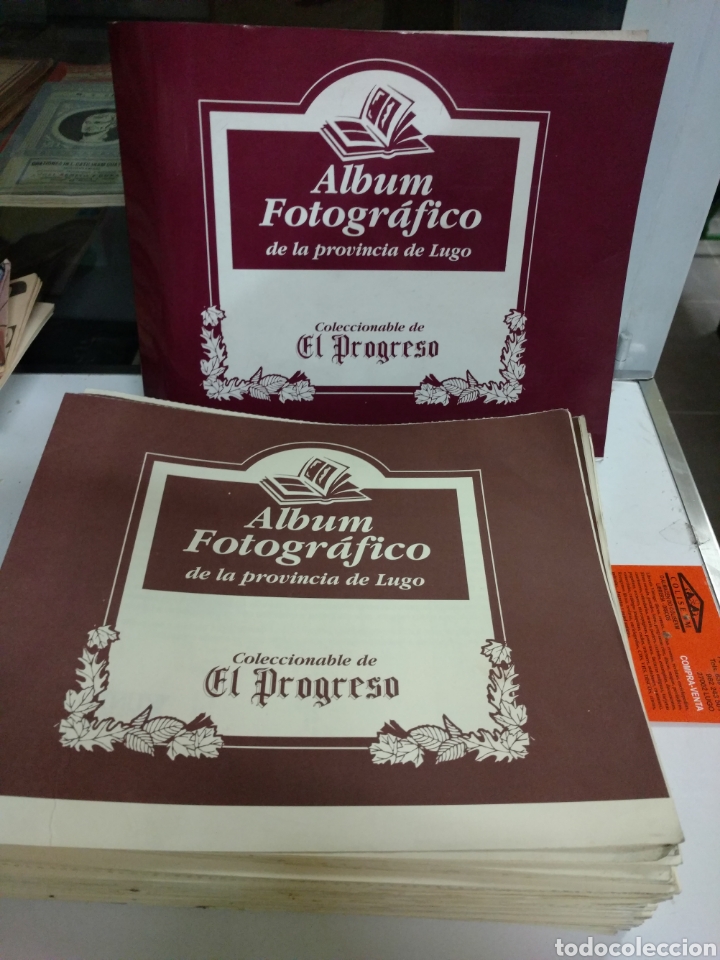 Album
Fotográfico
de la provincia de Lugo
Coleccionable de
El Progreso
Album
Fotográfico
de la provincia de Lugo
Coleccionable de
El Progreso
COMPRA-VENTA
todocoleccion